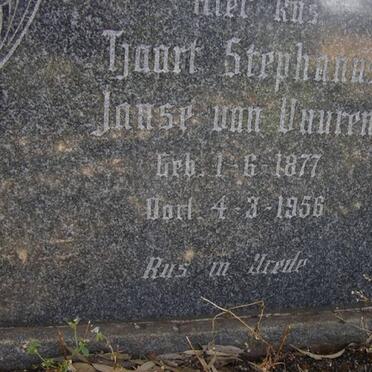 Hier rus
Tjaart Stephanus
Janse van Vuuren
Geb. 1-6-1877
Oorl. 4-3-1956
Rus in Vrede